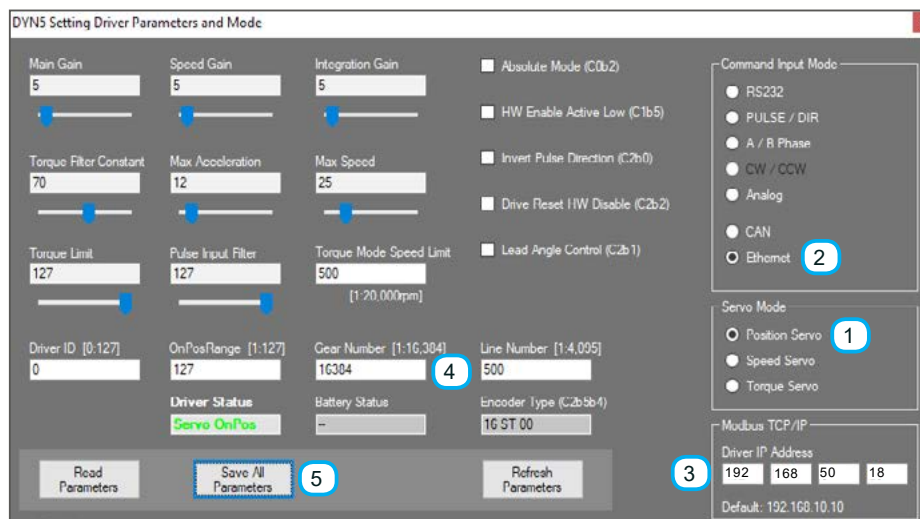 DYN5 Setting Driver Parameters and Mode
Main Gain
5
Speed Gain
5
Integration Gain
5
Torque Filter Constant
70
Max Acceleration
12
Max Speed
25
Torque Limit
127
Pulse Input Filter
127
Torque Mode Speed Limit
500
[1:20,000rpm]
Driver ID [0:127]
0
OnPosRange [1:127]
127
Gear Number [1:16,384]
16384
4
Line Number [1:4,095]
500
Driver Status
Servo OnPos
Battery Status
--
Encoder Type (C2b5b4)
16 ST 00
Read
Parameters
Save All
Parameters
5
Refresh
Parameters
Absolute Mode (C0b2)
HW Enable Active Low (C1b5)
Invert Pulse Direction (C2b0)
Drive Reset HW Disable (C2b2)
Lead Angle Control (C2b1)
Command Input Mode
RS232
PULSE / DIR
A / B Phase
CW / CCW
Analog
CAN
Ethernet
2
Servo Mode
Position Servo
1
Speed Servo
Torque Servo
Modbus TCP/IP
Driver IP Address
3
192 168 50 18
Default: 192.168.10.10